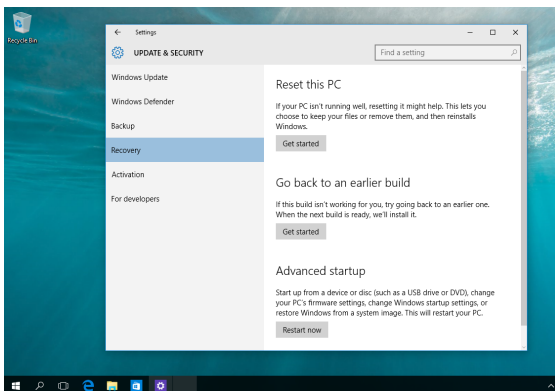 Recycle Bin
Settings
UPDATE & SECURITY
Find a setting
Windows Update
Windows Defender
Backup
Recovery
Activation
For developers
Reset this PC
If your PC isn't running well, resetting it might help. This lets you
choose to keep your files or remove them, and then reinstalls
Windows.
Get started
Go back to an earlier build
If this build isn't working for you, try going back to an earlier one.
When the next build is ready, we'll install it.
Get started
Advanced startup
Start up from a device or disc (such as a USB drive or DVD), change
your PC's firmware settings, change Windows startup settings, or
restore Windows from a system image. This will restart your PC.
Restart now